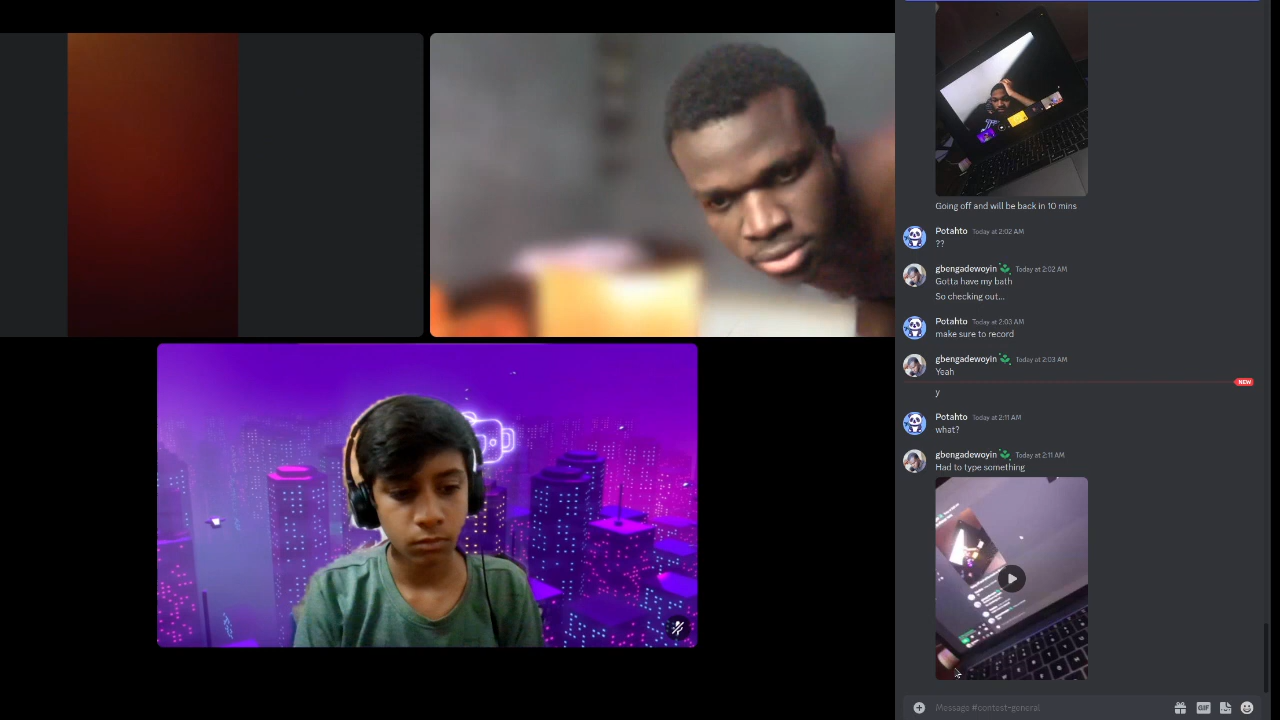 Going off and will be back in 10 mins
Potahto Today at 2:02 AM
??
gbengadewoyin Today at 2:02 AM
Gotta have my bath
So checking out...
Potahto Today at 2:03 AM
make sure to record
gbengadewoyin Today at 2:03 AM
Yeah
NEW
y
Potahto Today at 2:11 AM
what?
gbengadewoyin Today at 2:11 AM
Had to type something
Message #contest-general
GIF